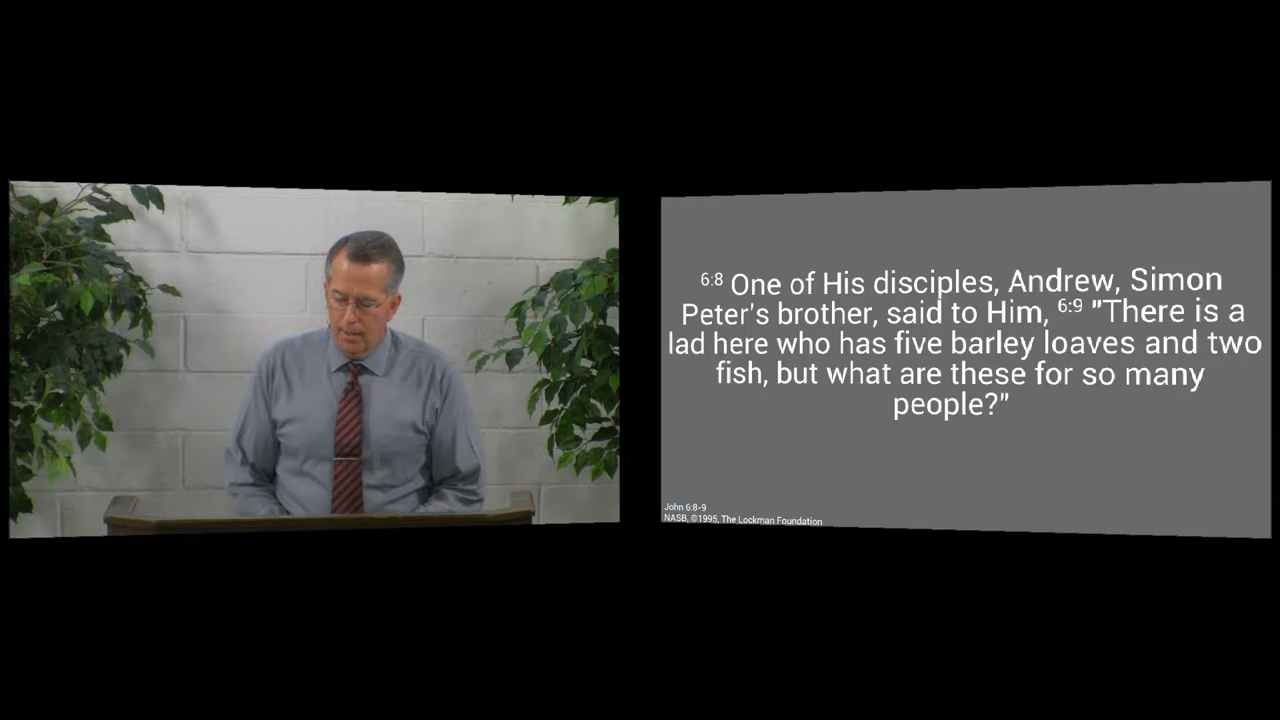 6:8 One of His disciples, Andrew, Simon
Peter's brother, said to Him, 6:9 "There is a
lad here who has five barley loaves and two
fish, but what are these for so many
people?"
John 6:8-9
NASB, ©1995, The Lockman Foundation